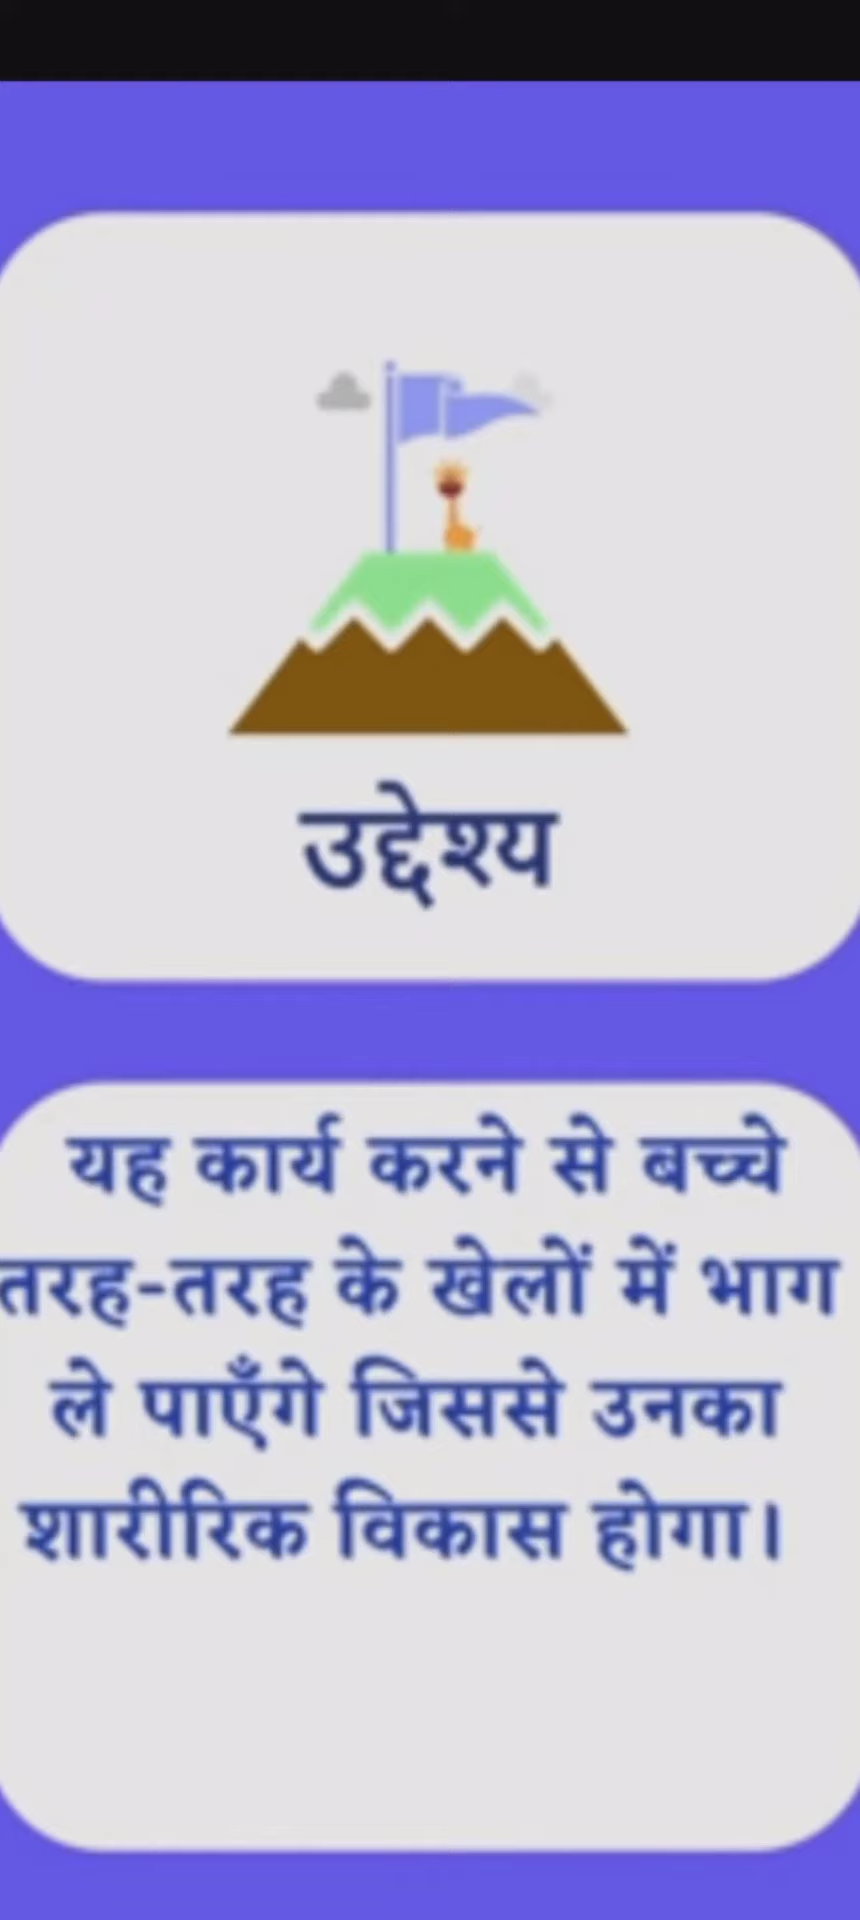 उद्देश्य
यह कार्य करने से बच्चे
तरह-तरह के खेलों में भाग
ले पाएँगे जिससे उनका
शारीरिक विकास होगा।